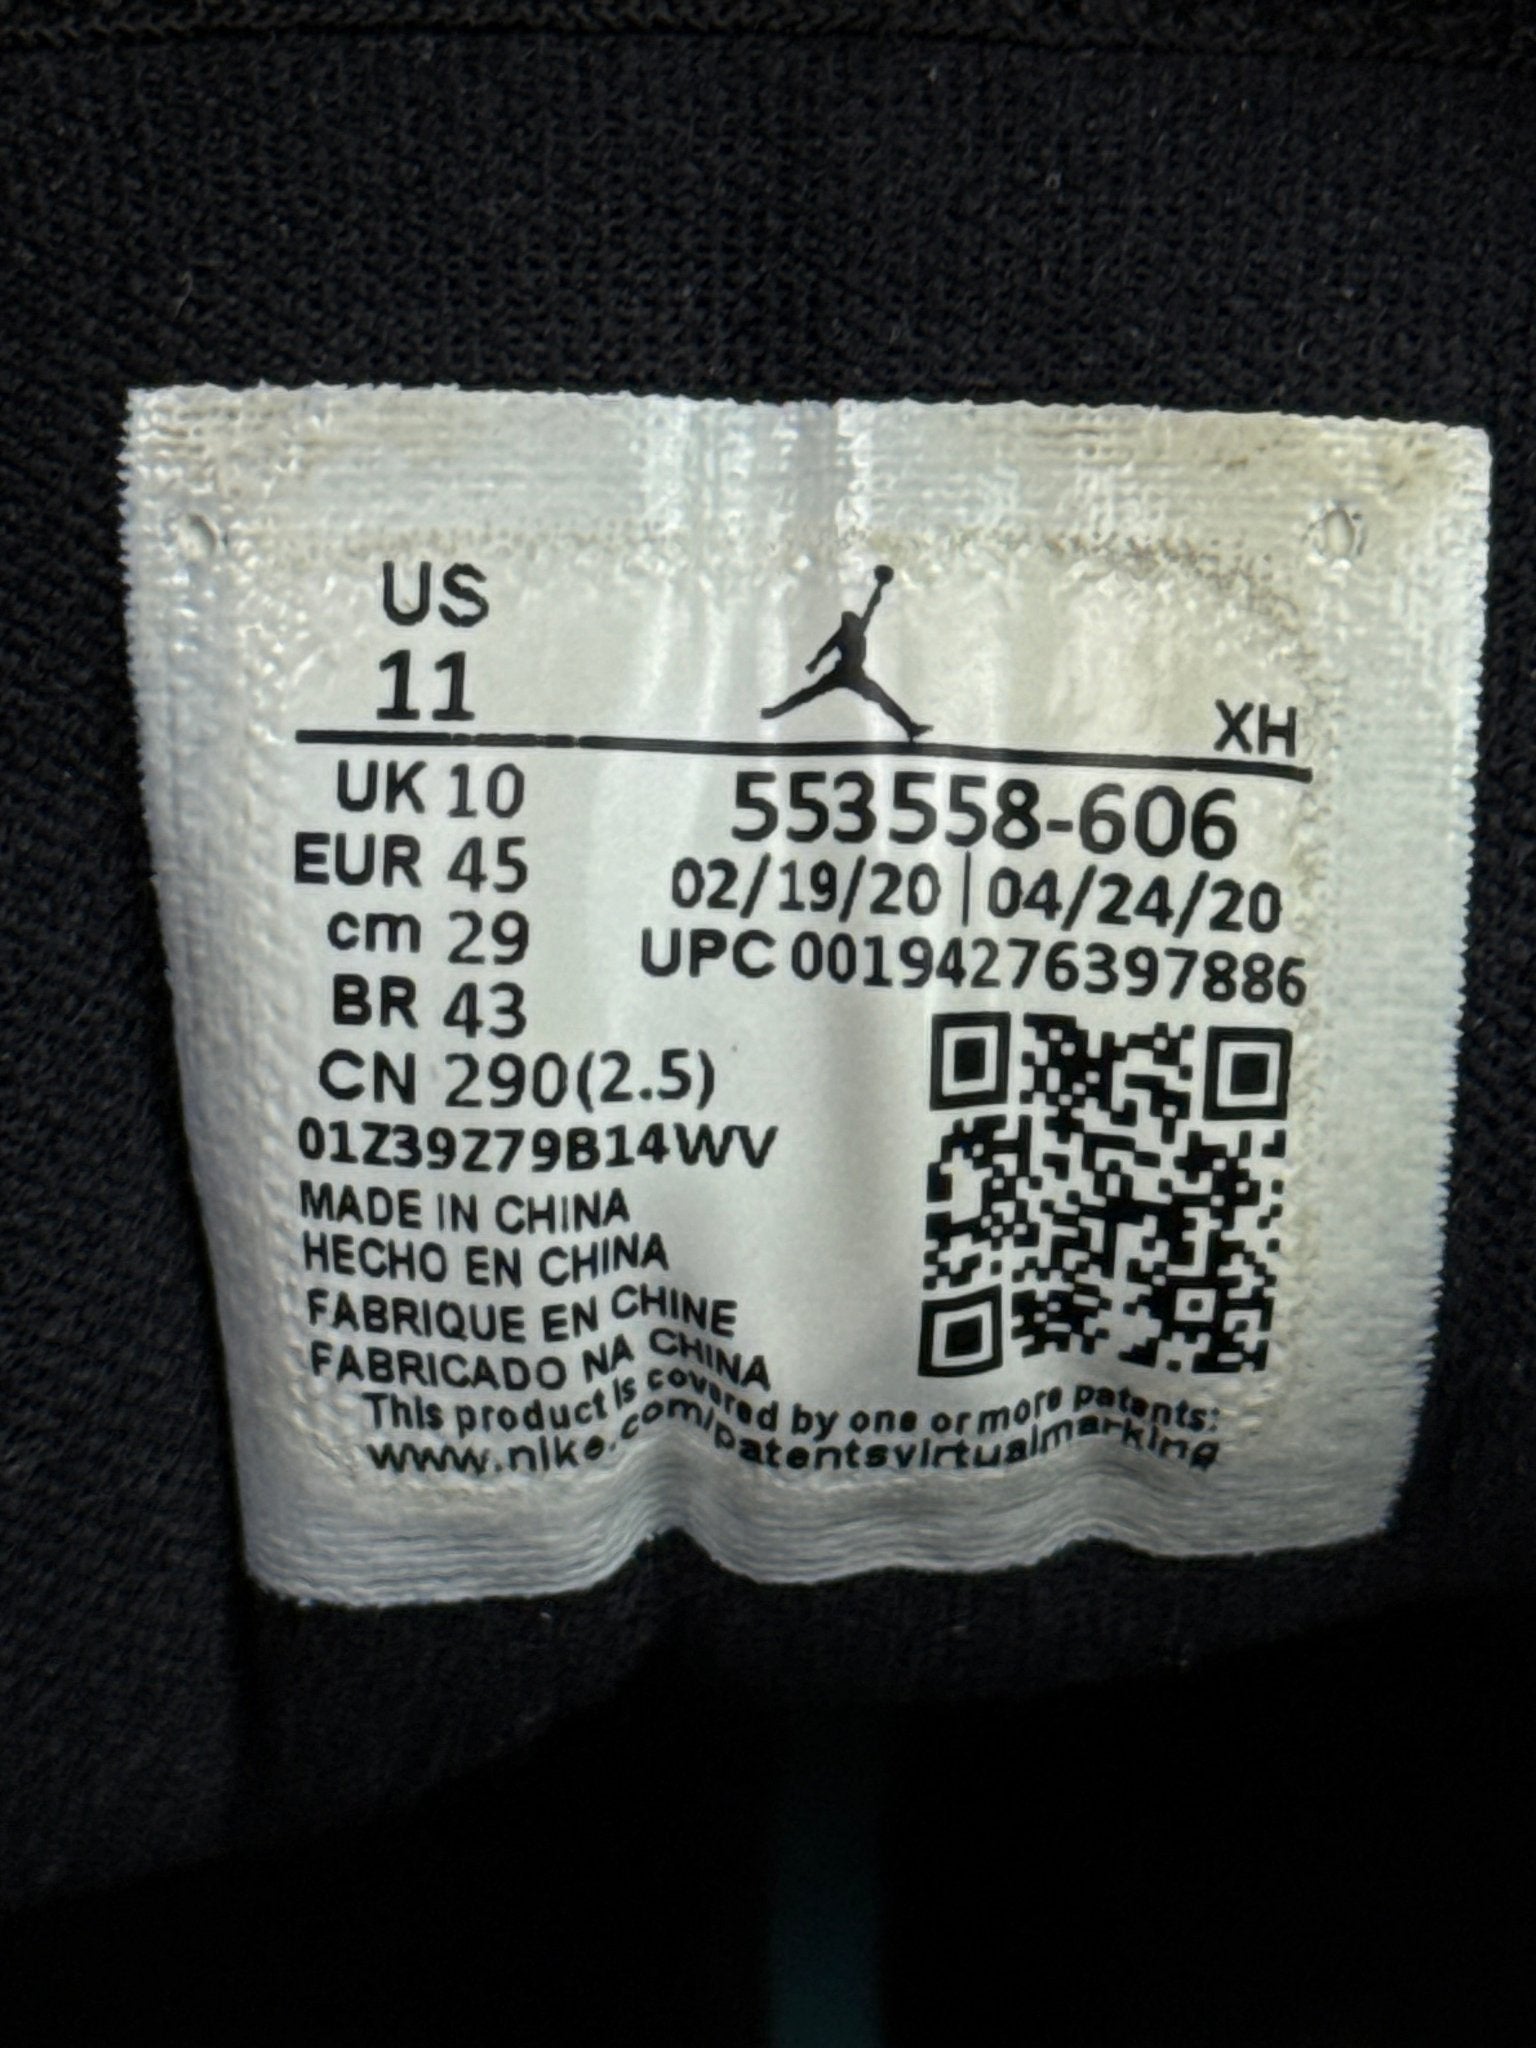 US
11
XH
UK 10
EUR 45
cm 29
BR 43
CN 290(2.5)
553558-606
02/19/20 | 04/24/20
UPC 00194276397886
01Z39Z79B14WV
MADE IN CHINA
HECHO EN CHINA
FABRIQUE EN CHINE
FABRICADO NA CHINA
This product is covered by one or more patents:
www.nike.com/patentsvirtualmarking